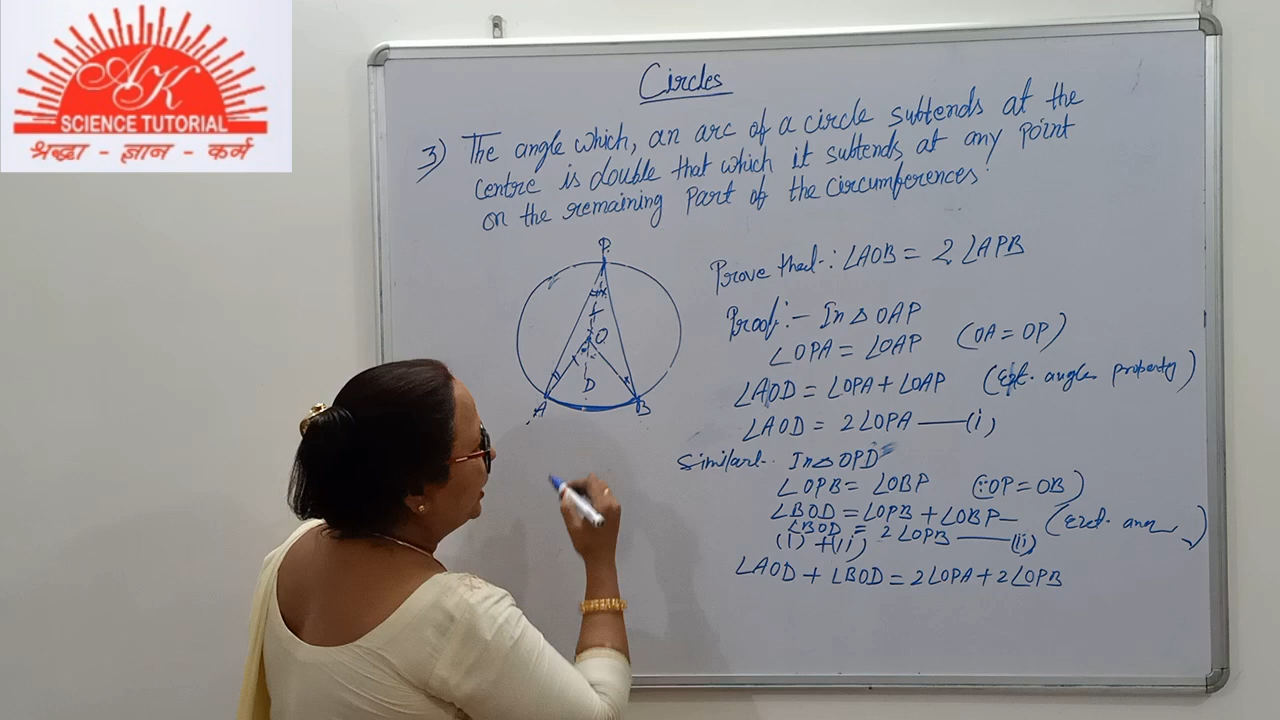 AK
SCIENCE TUTORIAL
श्रद्धा - ज्ञान - कर्म
Circles
3) The angle which, an arc of a circle subtends at the
centre is double that which it subtends at any point
on the remaining part of the circumferences.
P.
O
D
A
B
Prove that:- ∠AOB = 2∠APB
Proof:- In △ OAP
∠OPA = ∠OAP (OA = OP)
∠AOD = ∠OPA + ∠OAP (Ext. angles property)
∠AOD = 2∠OPA —(i)
Similarl. In △ OPD
∠OPB = ∠OBP (∵OP = OB)
∠BOD = ∠OPB + ∠OBP— (Ext. ang
∠BOD = 2∠OPB —(ii)
(i) + (ii)
∠AOD + ∠BOD = 2∠OPA + 2∠OPB